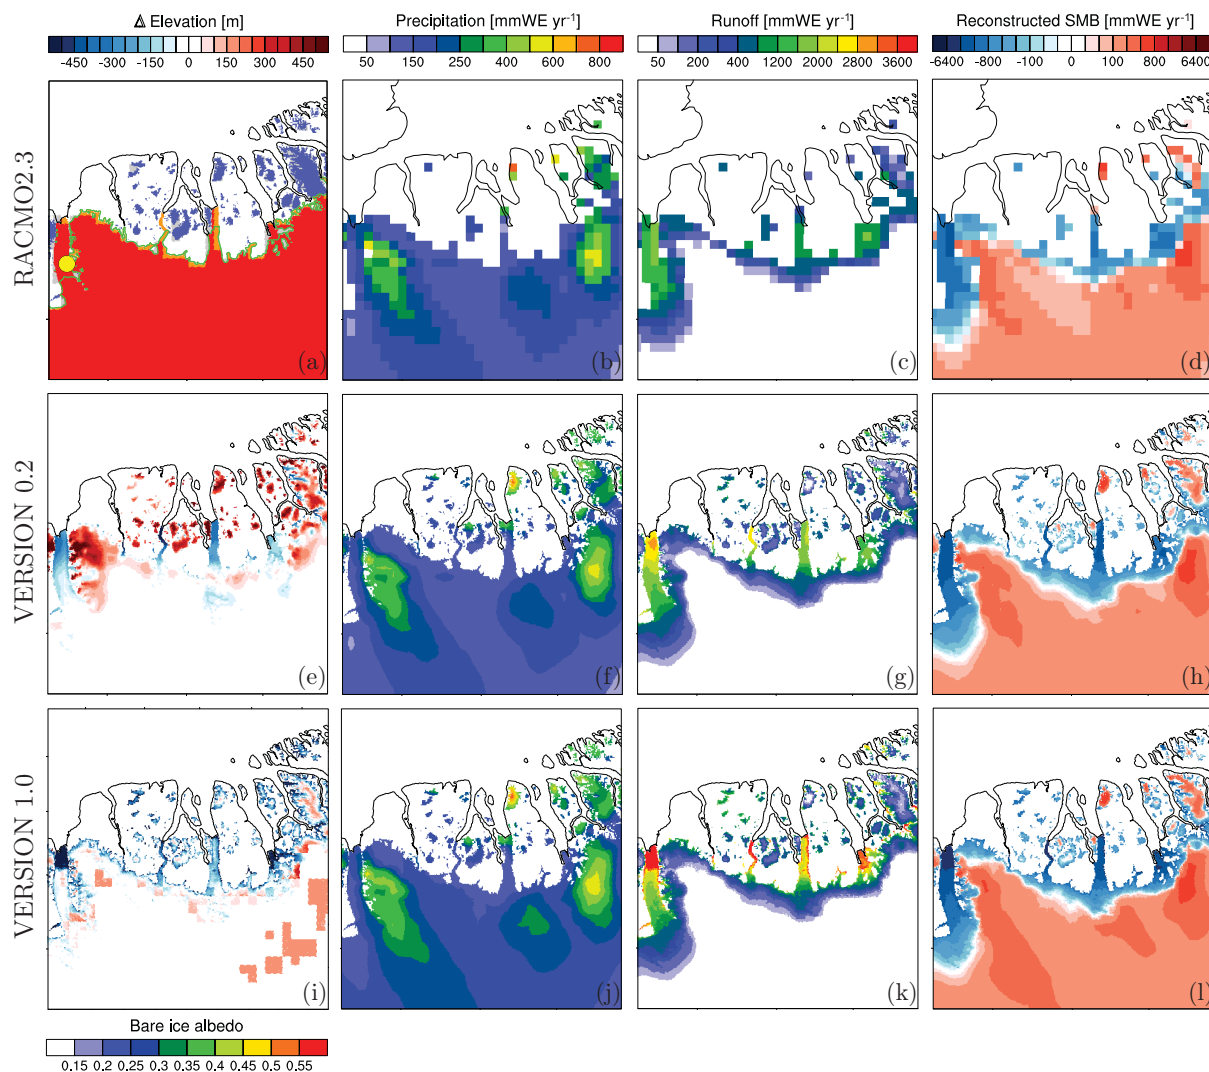 Δ Elevation [m]
-450 -300 -150 0 150 300 450
Precipitation [mmWE yr⁻¹]
50 150 250 400 600 800
Runoff [mmWE yr⁻¹]
50 200 400 1200 2000 2800 3600
Reconstructed SMB [mmWE yr⁻¹]
-6400 -800 -100 0 100 800 6400
RACMO2.3
(a)
(b)
(c)
(d)
VERSION 0.2
(e)
(f)
(g)
(h)
VERSION 1.0
(i)
(j)
(k)
(l)
Bare ice albedo
0.15 0.2 0.25 0.3 0.35 0.4 0.45 0.5 0.55